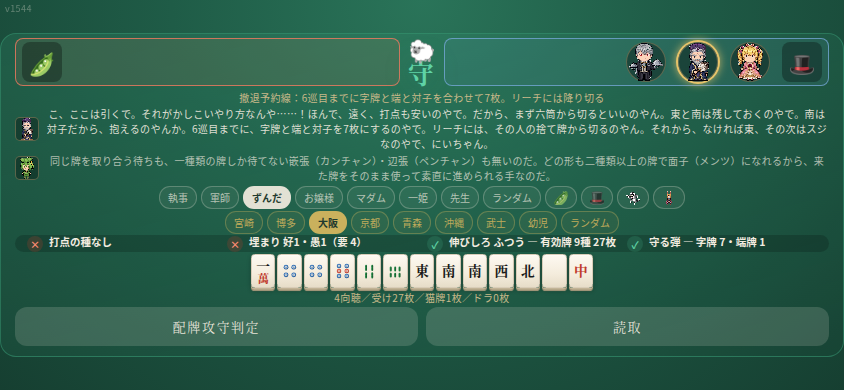 v1544
守
撤退予約線：6巡目までに字牌と端と対子を合わせて7枚。リーチには降り切る
こ、ここは引くで。それがかしこいやり方なんや……！ほんで、遠く、打点も安いのやで。だから、まず六筒から切るといいのやん。東と南は残しておくのやで。南は
対子だから、抱えるのやんか。6巡目までに、字牌と端と対子を7枚にするのやで。リーチには、その人の捨て牌から切るのやん。それから、なければ東、その次はスジ
なのやで、にいちゃん。
同じ牌を取り合う待ちも、一種類の牌しか待てない嵌張（カンチャン）・辺張（ペンチャン）も無いのだ。どの形も二種類以上の牌で面子（メンツ）になれるから、来
た牌をそのまま使って素直に進められる手なのだ。
執事 軍師 ずんだ お嬢様 マダム 一姫 先生 ランダム
宮崎 博多 大阪 京都 青森 沖縄 武士 幼児 ランダム
× 打点の種なし × 埋まり 好1・愚1（要 4） ✓ 伸びしろ ふつう — 有効牌 9種 27枚 ✓ 守る弾 — 字牌 7・端牌 1
一萬 東 南 南 西 北 中
4向聴／受け27枚／猫牌1枚／ドラ0枚
配牌攻守判定 読取